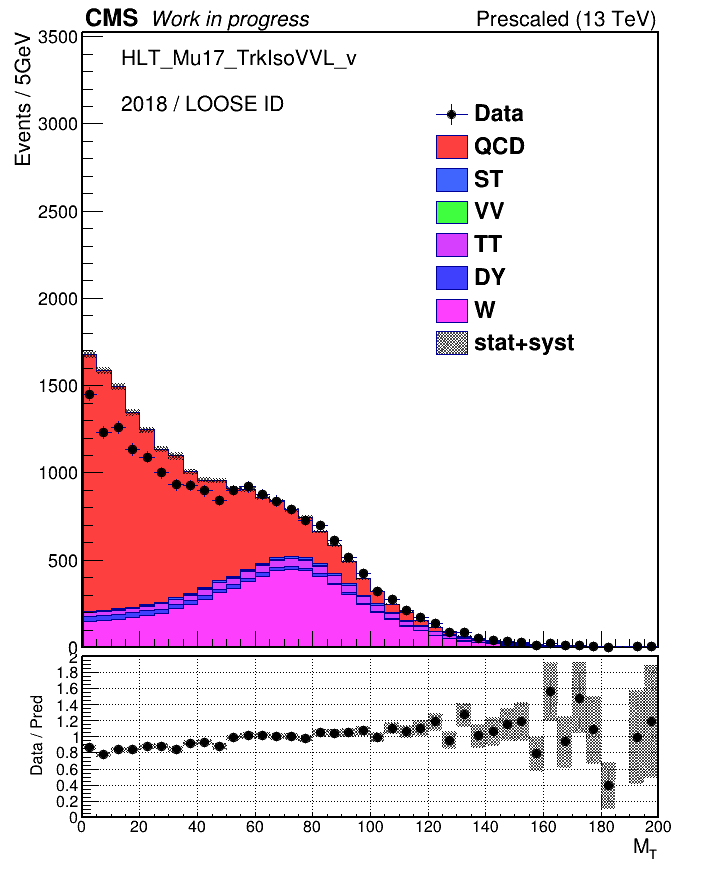 CMS Work in progress Prescaled (13 TeV)
HLT_Mu17_TrkIsoVVL_v
2018 / LOOSE ID
Events / 5GeV
3500
3000
2500
2000
1500
1000
500
0
Data
QCD
ST
VV
TT
DY
W
stat+syst
Data / Pred
2
1.8
1.6
1.4
1.2
1
0.8
0.6
0.4
0.2
0
0 20 40 60 80 100 120 140 160 180 200
M_T